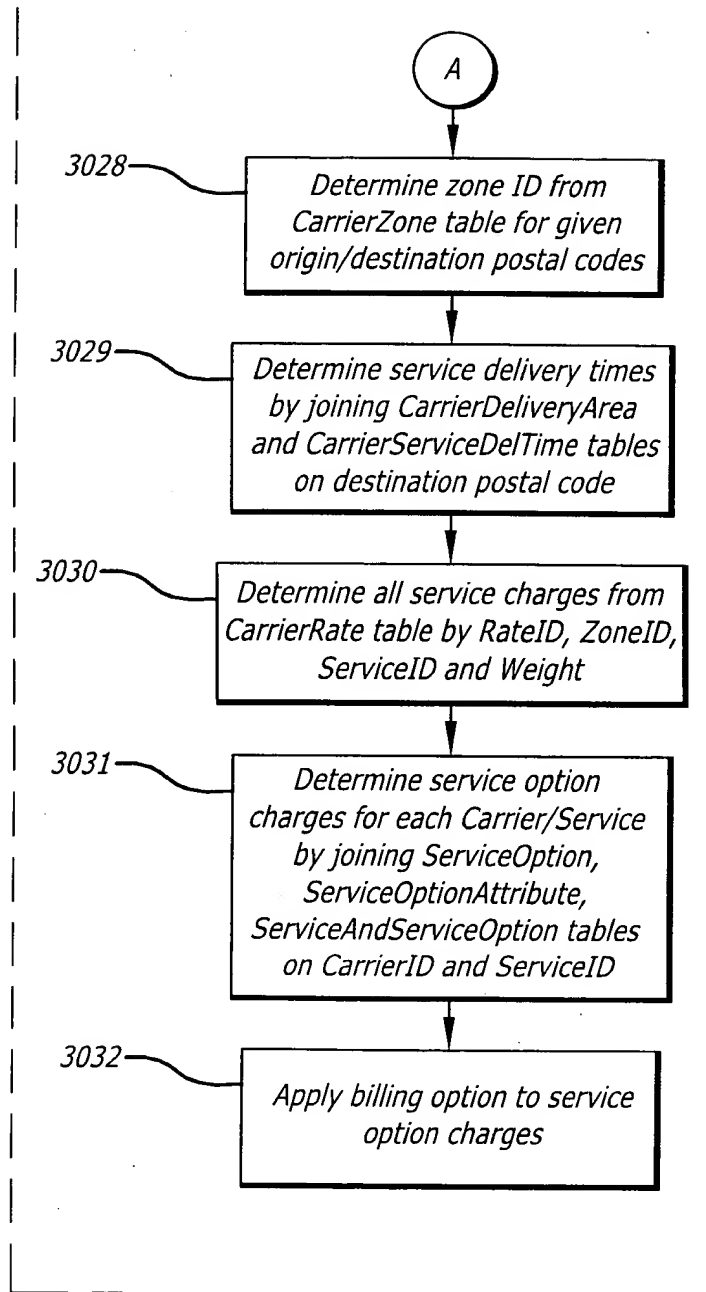 A
3028
Determine zone ID from
CarrierZone table for given
origin/destination postal codes
3029
Determine service delivery times
by joining CarrierDeliveryArea
and CarrierServiceDelTime tables
on destination postal code
3030
Determine all service charges from
CarrierRate table by RateID, ZoneID,
ServiceID and Weight
3031
Determine service option
charges for each Carrier/Service
by joining ServiceOption,
ServiceOptionAttribute,
ServiceAndServiceOption tables
on CarrierID and ServiceID
3032
Apply billing option to service
option charges